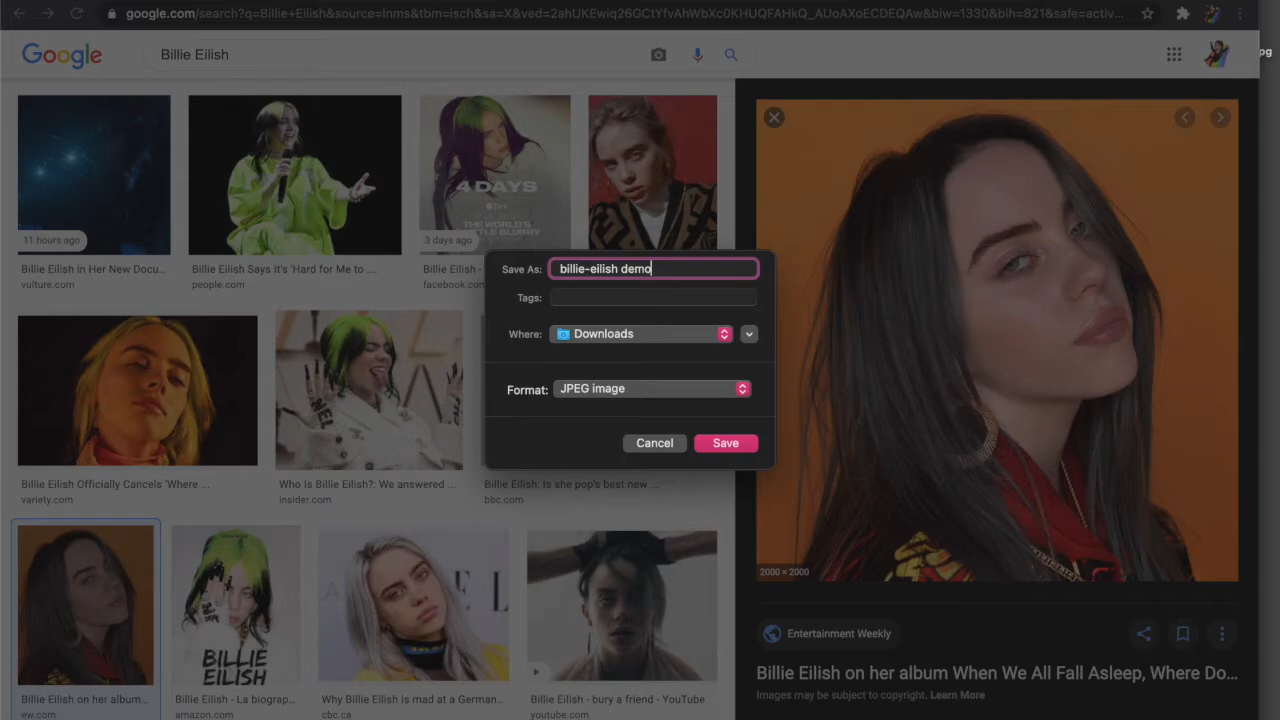 google.com/search?q=Billie+Eilish&source=lnms&tbm=isch&sa=X&ved=2ahUKEwiq26GCtYfvAhWbXc0KHUQFAHkQ_AUoAXoECDEQAw&biw=1330&bih=821&safe=activ...
Google
Billie Eilish
pg
11 hours ago
4 DAYS
tv+
THE WORLD'S
LITTLE BLURRY
3 days ago
Billie Eilish in Her New Docu...
vulture.com
Billie Eilish Says It's 'Hard for Me to ...
people.com
Billie Eilish -
facebook.com
Save As:
billie-eilish demo
Tags:
Where:
Downloads
Format:
JPEG image
Cancel
Save
Billie Eilish Officially Cancels 'Where ...
variety.com
Who Is Billie Eilish?: We answered ...
insider.com
Billie Eilish: Is she pop's best new ...
bbc.com
2000 × 2000
BILLIE
EILISH
E L
Billie Eilish on her album...
ew.com
Billie Eilish - La biograp...
amazon.com
Why Billie Eilish is mad at a German...
cbc.ca
Billie Eilish - bury a friend - YouTube
youtube.com
Entertainment Weekly
Billie Eilish on her album When We All Fall Asleep, Where Do...
Images may be subject to copyright. Learn More